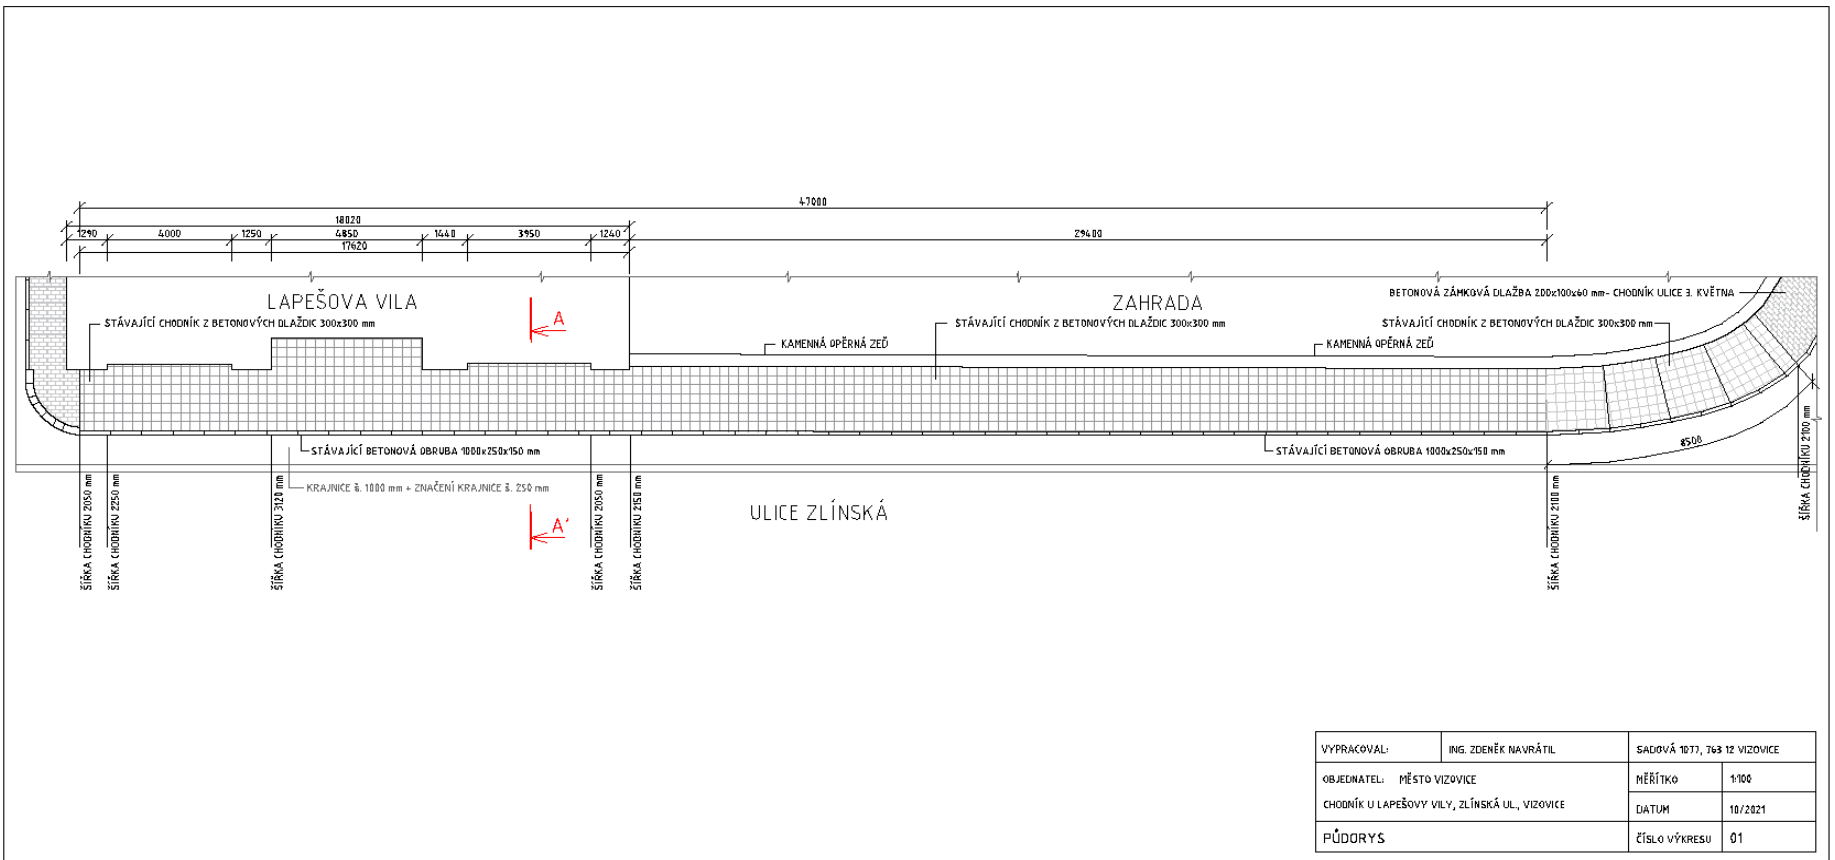 47000
18020
1290
4000
1250
4850
1440
3950
1240
29400
17620
LAPEŠOVA VILA
ZAHRADA
BETONOVÁ ZÁMKOVÁ DLAŽBA 200x100x60 mm- CHODNÍK ULICE 3. KVĚTNA
A
STÁVAJÍCÍ CHODNÍK Z BETONOVÝCH DLAŽDIC 300x300 mm
STÁVAJÍCÍ CHODNÍK Z BETONOVÝCH DLAŽDIC 300x300 mm
STÁVAJÍCÍ CHODNÍK Z BETONOVÝCH DLAŽDIC 300x300 mm
KAMENNÁ OPĚRNÁ ZEĎ
KAMENNÁ OPĚRNÁ ZEĎ
8500
STÁVAJÍCÍ BETONOVÁ OBRUBA 1000x250x150 mm
STÁVAJÍCÍ BETONOVÁ OBRUBA 1000x250x150 mm
KRAJNICE š. 1000 mm + ZNAČENÍ KRAJNICE š. 250 mm
A'
ULICE ZLÍNSKÁ
ŠÍŘKA CHODNÍKU 2050 mm
ŠÍŘKA CHODNÍKU 2250 mm
ŠÍŘKA CHODNÍKU 3120 mm
ŠÍŘKA CHODNÍKU 2050 mm
ŠÍŘKA CHODNÍKU 2150 mm
ŠÍŘKA CHODNÍKU 2100 mm
ŠÍŘKA CHODNÍKU 2100 mm
VYPRACOVAL: ING. ZDENĚK NAVRÁTIL SADOVÁ 1077, 763 12 VIZOVICE
OBJEDNATEL: MĚSTO VIZOVICE MĚŘÍTKO 1:100
CHODNÍK U LAPEŠOVY VILY, ZLÍNSKÁ UL., VIZOVICE DATUM 10/2021
PŮDORYS ČÍSLO VÝKRESU 01